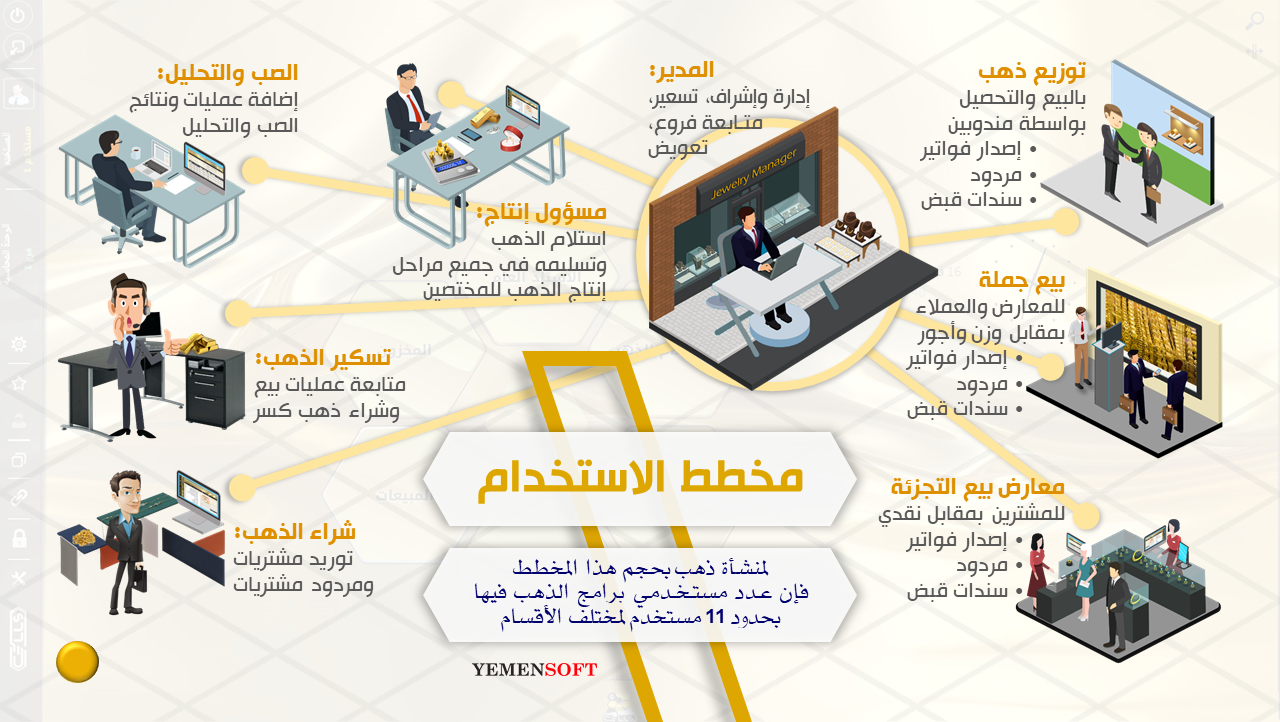 توزيع ذهب
بالبيع والتحصيل
بواسطة مندوبين
• إصدار فواتير
• مردود
• سندات قبض
بيع جملة
للمعارض والعملاء
بمقابل وزن وأجور
• إصدار فواتير
• مردود
• سندات قبض
معارض بيع التجزئة
للمشترين بمقابل نقدي
• إصدار فواتير
• مردود
• سندات قبض
المدير:
إدارة وإشراف، تسعير،
متابعة فروع،
تعويض
Jewelry Manager
مسؤول إنتاج:
استلام الذهب
وتسليمه في جميع مراحل
إنتاج الذهب للمختصين
الصب والتحليل:
إضافة عمليات ونتائج
الصب والتحليل
تسكير الذهب:
متابعة عمليات بيع
وشراء ذهب كسر
شراء الذهب:
توريد مشتريات
ومردود مشتريات
مخطط الاستخدام
لمنشأة ذهب بحجم هذا المخطط
فإن عدد مستخدمي برامج الذهب فيها
بحدود 11 مستخدم لمختلف الأقسام
YEMENSOFT
المبيعات